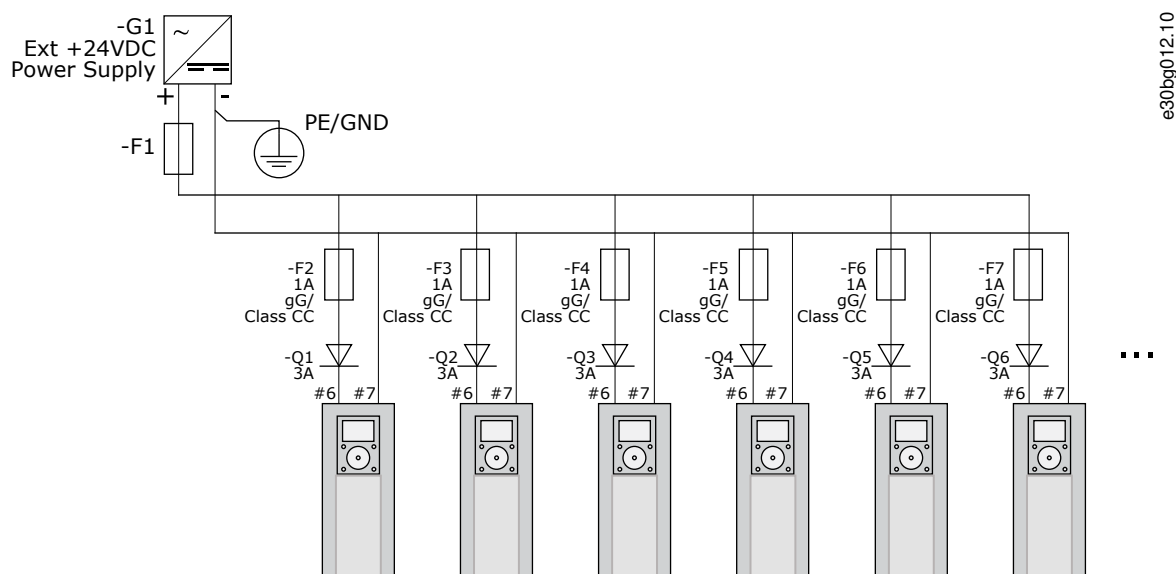 -G1
Ext +24VDC
Power Supply
+ -
-F1
PE/GND
e30bg012.10
-F2
1A
gG/
Class CC
-F3
1A
gG/
Class CC
-F4
1A
gG/
Class CC
-F5
1A
gG/
Class CC
-F6
1A
gG/
Class CC
-F7
1A
gG/
Class CC
-Q1
3A
-Q2
3A
-Q3
3A
-Q4
3A
-Q5
3A
-Q6
3A
...
#6 #7
#6 #7
#6 #7
#6 #7
#6 #7
#6 #7